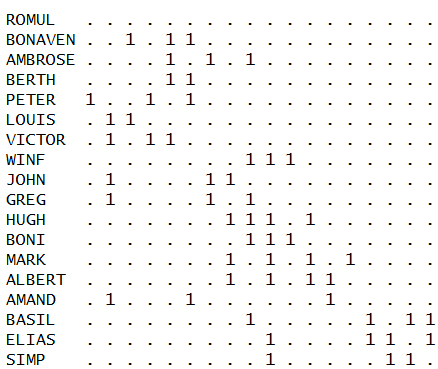 ROMUL . . . . . . . . . . . . . . . . . .
BONAVEN . . 1 . 1 1 . . . . . . . . . . . .
AMBROSE . . . . 1 . 1 . 1 . . . . . . . . .
BERTH . . . . 1 1 . . . . . . . . . . . .
PETER 1 . . 1 . 1 . . . . . . . . . . . .
LOUIS . 1 1 . . . . . . . . . . . . . . .
VICTOR . 1 . 1 1 . . . . . . . . . . . . .
WINF . . . . . . . . 1 1 1 . . . . . . .
JOHN . 1 . . . . 1 1 . . . . . . . . . .
GREG . 1 . . . . 1 . 1 . . . . . . . . .
HUGH . . . . . . . 1 1 1 . 1 . . . . . .
BONI . . . . . . . . 1 1 1 . . . . . . .
MARK . . . . . . . 1 . 1 . 1 . 1 . . . .
ALBERT . . . . . . . 1 . 1 . 1 1 . . . . .
AMAND . 1 . . . 1 . . . . . . 1 . . . . .
BASIL . . . . . . . . 1 . . . . . 1 . 1 1
ELIAS . . . . . . . . . 1 . . . . 1 1 . 1
SIMP . . . . . . . . . 1 . . . . . 1 1 .